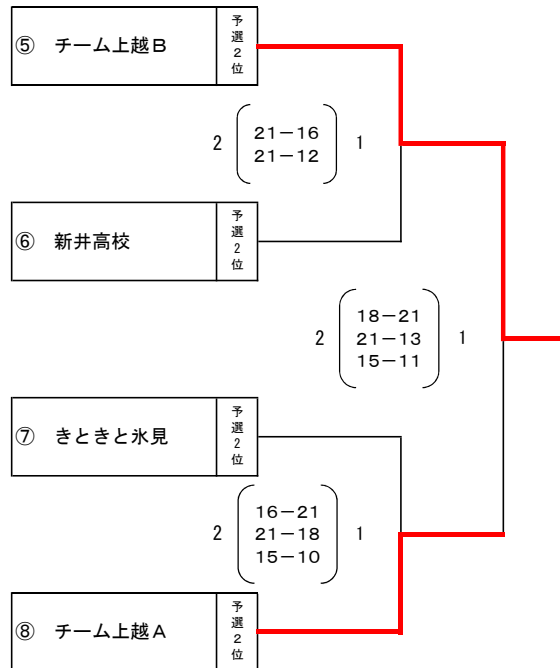 ⑤ チーム上越B 予選2位
2 21-16 1
21-12
⑥ 新井高校 予選2位
18-21
2 21-13 1
15-11
⑦ きときと氷見 予選2位
16-21
2 21-18 1
15-10
⑧ チーム上越A 予選2位